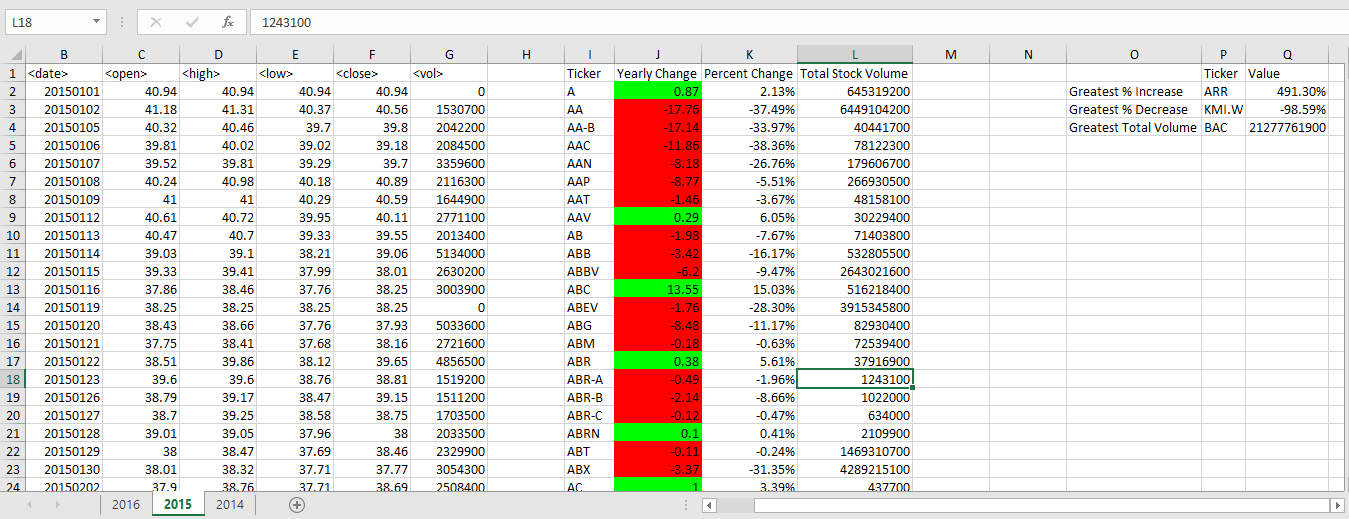 L18 fx 1243100
B C D E F G H I J K L M N O P Q
1 <date> <open> <high> <low> <close> <vol> Ticker Yearly Change Percent Change Total Stock Volume Ticker Value
2 20150101 40.94 40.94 40.94 40.94 0 A 0.87 2.13% 645319200 Greatest % Increase ARR 491.30%
3 20150102 41.18 41.31 40.37 40.56 1530700 AA -17.76 -37.49% 6449104200 Greatest % Decrease KMI.W -98.59%
4 20150105 40.32 40.46 39.7 39.8 2042200 AA-B -17.14 -33.97% 40441700 Greatest Total Volume BAC 21277761900
5 20150106 39.81 40.02 39.02 39.18 2084500 AAC -11.86 -38.36% 78122300
6 20150107 39.52 39.81 39.29 39.7 3359600 AAN -8.18 -26.76% 179606700
7 20150108 40.24 40.98 40.18 40.89 2116300 AAP -8.77 -5.51% 266930500
8 20150109 41 41 40.29 40.59 1644900 AAT -1.46 -3.67% 48158100
9 20150112 40.61 40.72 39.95 40.11 2771100 AAV 0.29 6.05% 30229400
10 20150113 40.47 40.7 39.33 39.55 2013400 AB -1.98 -7.67% 71403800
11 20150114 39.03 39.1 38.21 39.06 5134000 ABB -3.42 -16.17% 532805500
12 20150115 39.33 39.41 37.99 38.01 2630200 ABBV -6.2 -9.47% 2643021600
13 20150116 37.86 38.46 37.76 38.25 3003900 ABC 13.55 15.03% 516218400
14 20150119 38.25 38.25 38.25 38.25 0 ABEV -1.76 -28.30% 3915345800
15 20150120 38.43 38.66 37.76 37.93 5033600 ABG -8.48 -11.17% 82930400
16 20150121 37.75 38.41 37.68 38.16 2721600 ABM -0.18 -0.63% 72539400
17 20150122 38.51 39.86 38.12 39.65 4856500 ABR 0.38 5.61% 37916900
18 20150123 39.6 39.6 38.76 38.81 1519200 ABR-A -0.49 -1.96% 1243100
19 20150126 38.79 39.17 38.47 39.15 1511200 ABR-B -2.14 -8.66% 1022000
20 20150127 38.7 39.25 38.58 38.75 1703500 ABR-C -0.12 -0.47% 634000
21 20150128 39.01 39.05 37.96 38 2033500 ABRN 0.1 0.41% 2109900
22 20150129 38 38.47 37.69 38.46 2329900 ABT -0.11 -0.24% 1469310700
23 20150130 38.01 38.32 37.71 37.77 3054300 ABX -3.37 -31.35% 4289215100
24 20150202 37.9 38.76 37.71 38.69 2508400 AC 1 3.39% 437700
2016 2015 2014